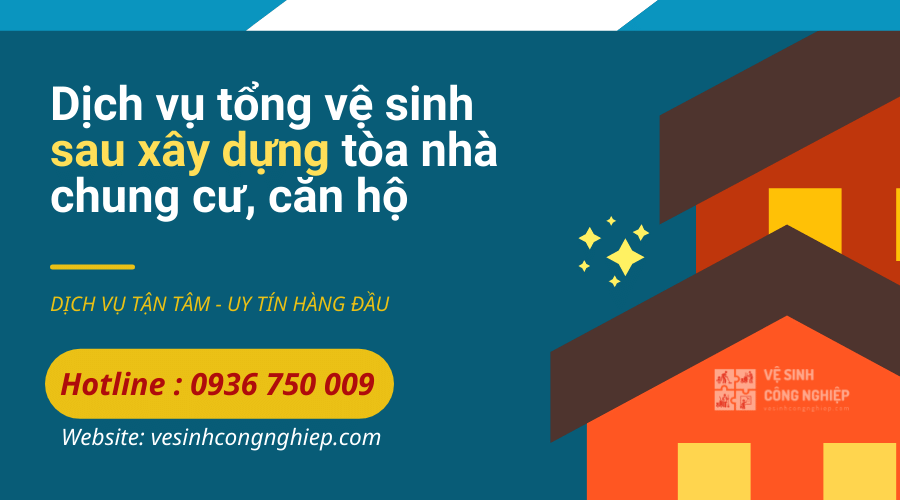 Dịch vụ tổng vệ sinh
sau xây dựng tòa nhà
chung cư, căn hộ
DỊCH VỤ TẬN TÂM - UY TÍN HÀNG ĐẦU
Hotline : 0936 750 009
Website: vesinhcongnghiep.com
VỆ SINH
CÔNG NGHIỆP
vesinhcongnghiep.com